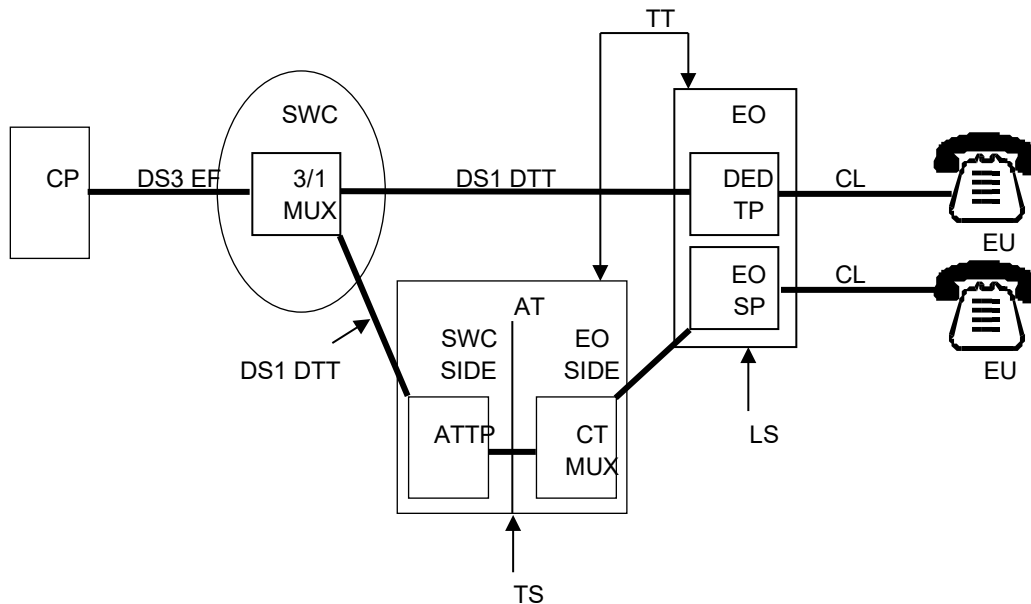 TT
SWC
EO
CP
DS3 EF
3/1
MUX
DS1 DTT
DED
TP
CL
EU
EO
SP
CL
EU
AT
SWC
SIDE
EO
SIDE
DS1 DTT
ATTP
CT
MUX
LS
TS